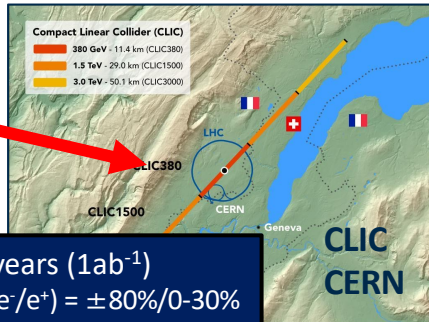 Compact Linear Collider (CLIC)
380 GeV - 11.4 km (CLIC380)
1.5 TeV - 29.0 km (CLIC1500)
3.0 TeV - 50.1 km (CLIC3000)
LHC
CLIC380
CERN
CLIC1500
Geneva
CLIC
CERN
years (1ab⁻¹)
e⁻/e⁺) = ±80%/0-30%